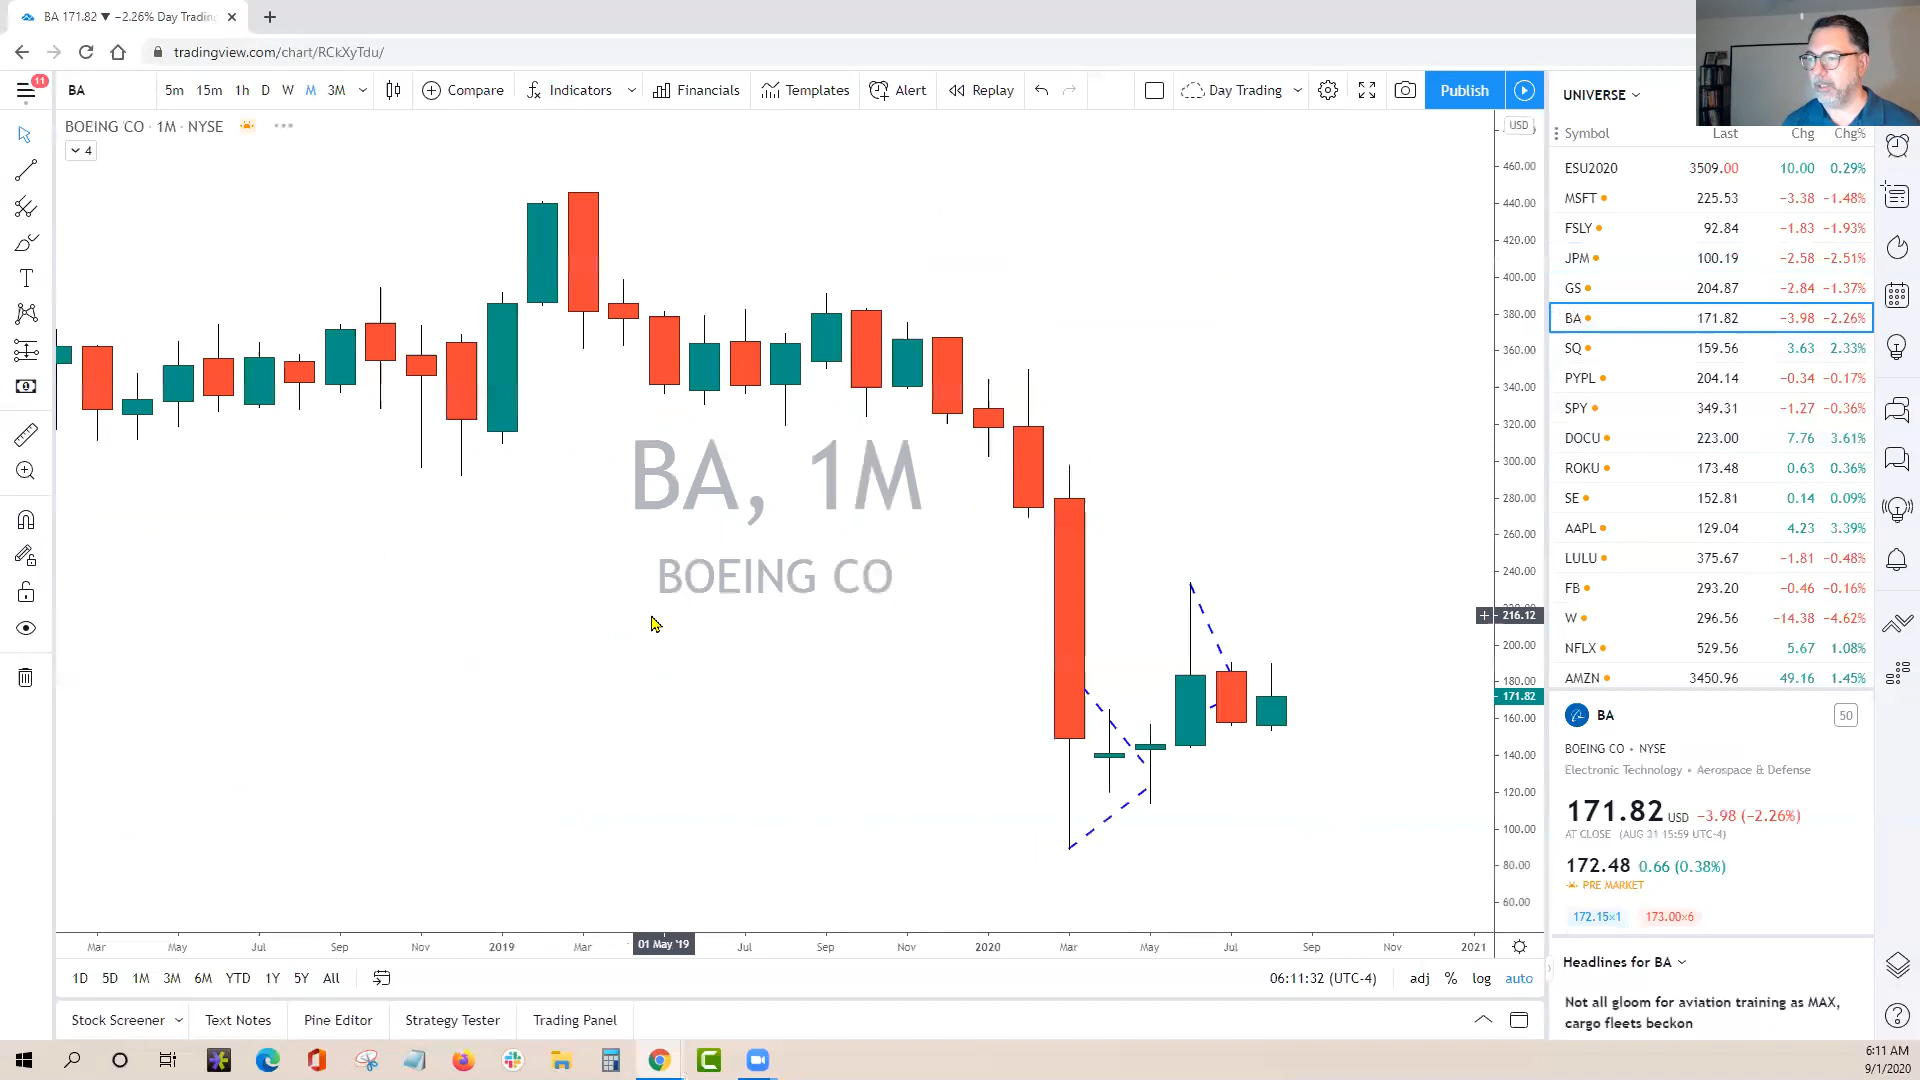 BA 171.82 ▼ −2.26% Day Trading
tradingview.com/chart/RCkXyTdu/
11
BA 5m 15m 1h D W M 3M Compare Indicators Financials Templates Alert Replay Day Trading Publish
BOEING CO · 1M · NYSE
4
BA, 1M
BOEING CO
USD
460.00
440.00
420.00
400.00
380.00
360.00
340.00
320.00
300.00
280.00
260.00
240.00
216.12
200.00
180.00
171.82
160.00
140.00
120.00
100.00
80.00
60.00
Mar May Jul Sep Nov 2019 Mar 01 May '19 Jul Sep Nov 2020 Mar May Jul Sep Nov 2021
1D 5D 1M 3M 6M YTD 1Y 5Y All 06:11:32 (UTC-4) adj % log auto
Stock Screener Text Notes Pine Editor Strategy Tester Trading Panel
UNIVERSE
Symbol Last Chg Chg%
ESU2020 3509.00 10.00 0.29%
MSFT 225.53 −3.38 −1.48%
FSLY 92.84 −1.83 −1.93%
JPM 100.19 −2.58 −2.51%
GS 204.87 −2.84 −1.37%
BA 171.82 −3.98 −2.26%
SQ 159.56 3.63 2.33%
PYPL 204.14 −0.34 −0.17%
SPY 349.31 −1.27 −0.36%
DOCU 223.00 7.76 3.61%
ROKU 173.48 0.63 0.36%
SE 152.81 0.14 0.09%
AAPL 129.04 4.23 3.39%
LULU 375.67 −1.81 −0.48%
FB 293.20 −0.46 −0.16%
W 296.56 −14.38 −4.62%
NFLX 529.56 5.67 1.08%
AMZN 3450.96 49.16 1.45%
BA 50
BOEING CO • NYSE
Electronic Technology • Aerospace & Defense
171.82 USD −3.98 (−2.26%)
AT CLOSE (AUG 31 15:59 UTC-4)
172.48 0.66 (0.38%)
PRE MARKET
172.15×1 173.00×6
Headlines for BA
Not all gloom for aviation training as MAX,
cargo fleets beckon
6:11 AM
9/1/2020